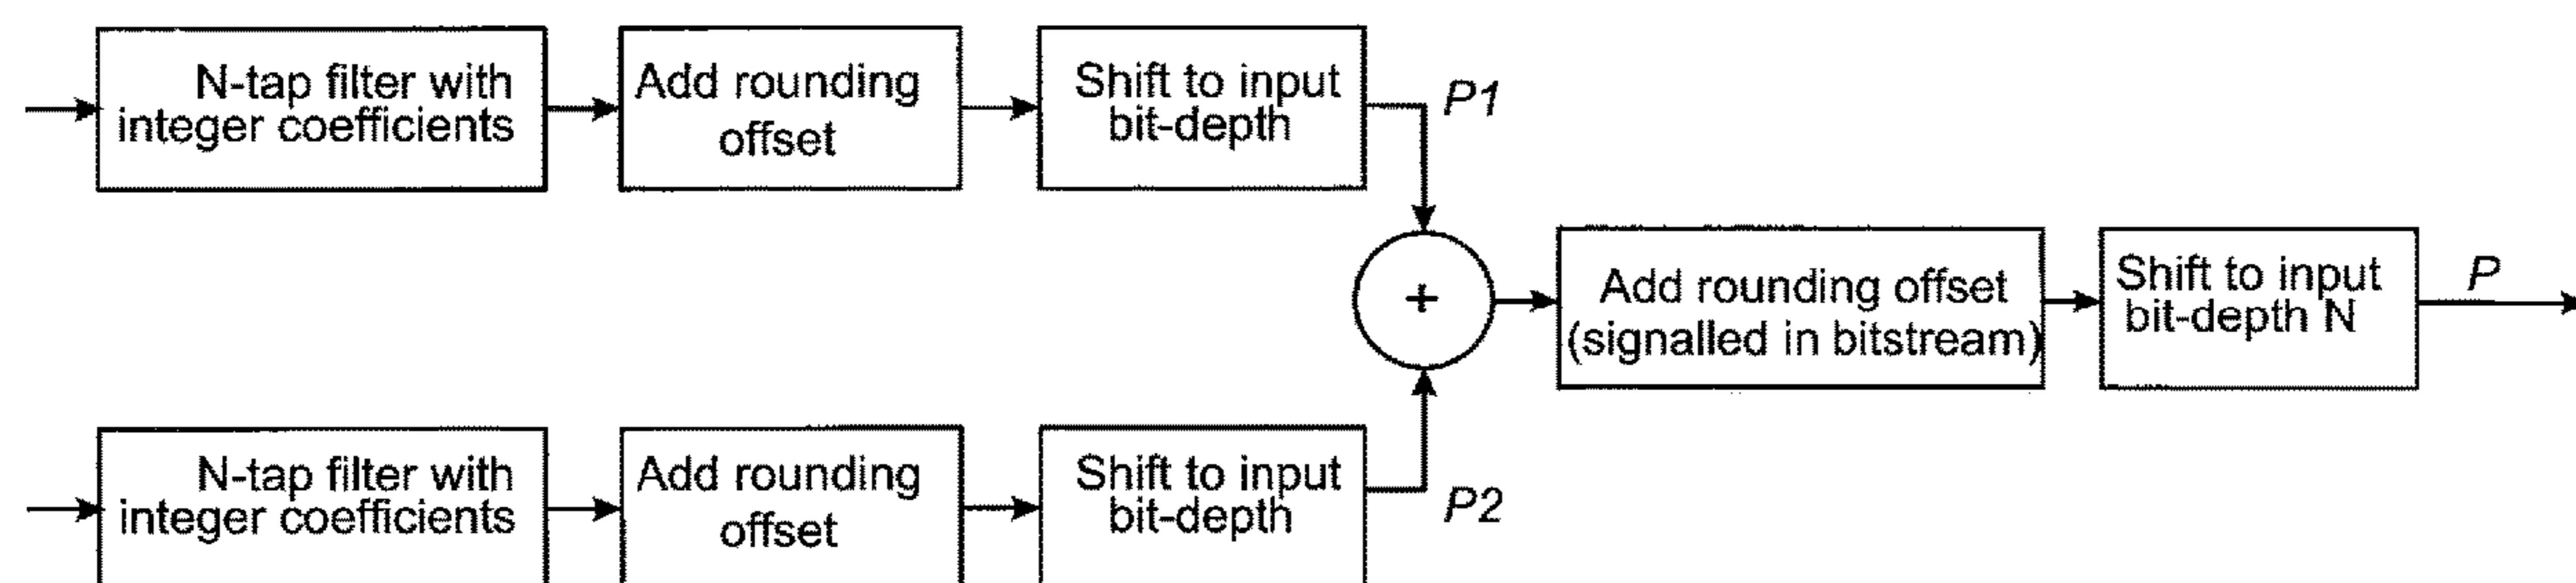 N-tap filter with
integer coefficients
Add rounding
offset
Shift to input
bit-depth
P1
+
Add rounding offset
(signalled in bitstream)
Shift to input
bit-depth N
P
N-tap filter with
integer coefficients
Add rounding
offset
Shift to input
bit-depth
P2